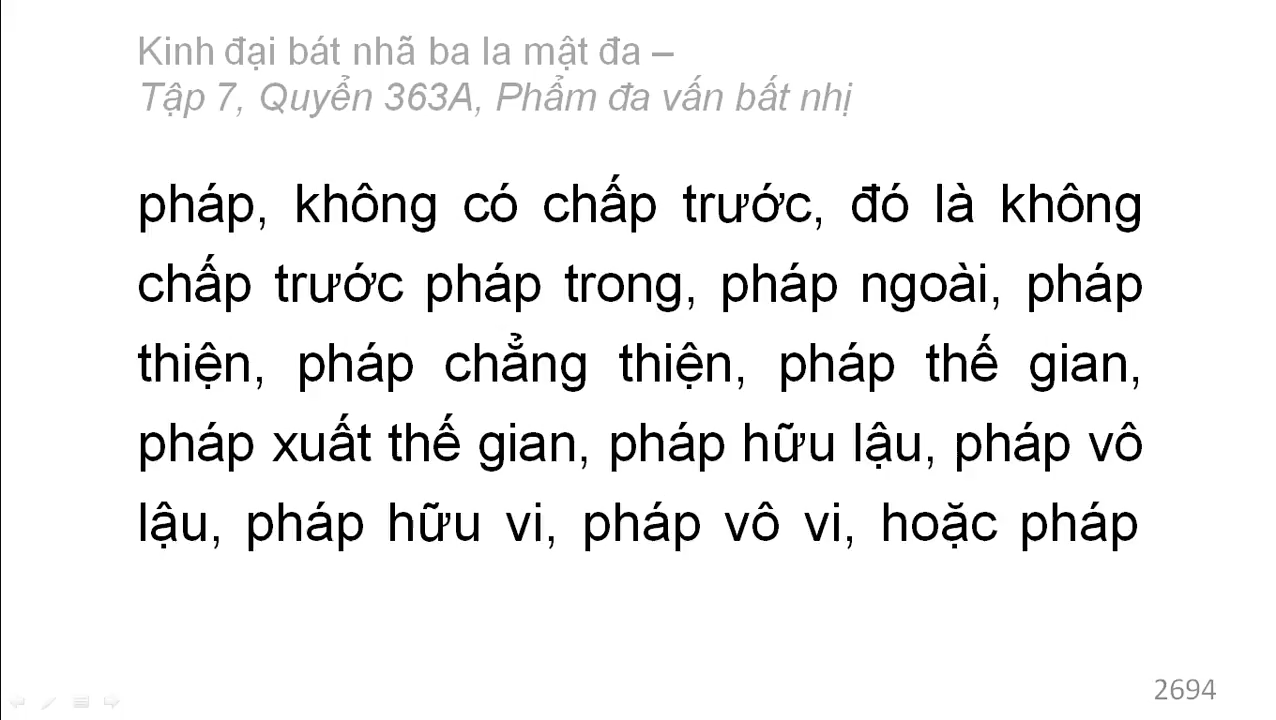 Kinh đại bát nhã ba la mật đa –
Tập 7, Quyển 363A, Phẩm đa vấn bất nhị
pháp, không có chấp trước, đó là không
chấp trước pháp trong, pháp ngoài, pháp
thiện, pháp chẳng thiện, pháp thế gian,
pháp xuất thế gian, pháp hữu lậu, pháp vô
lậu, pháp hữu vi, pháp vô vi, hoặc pháp
2694